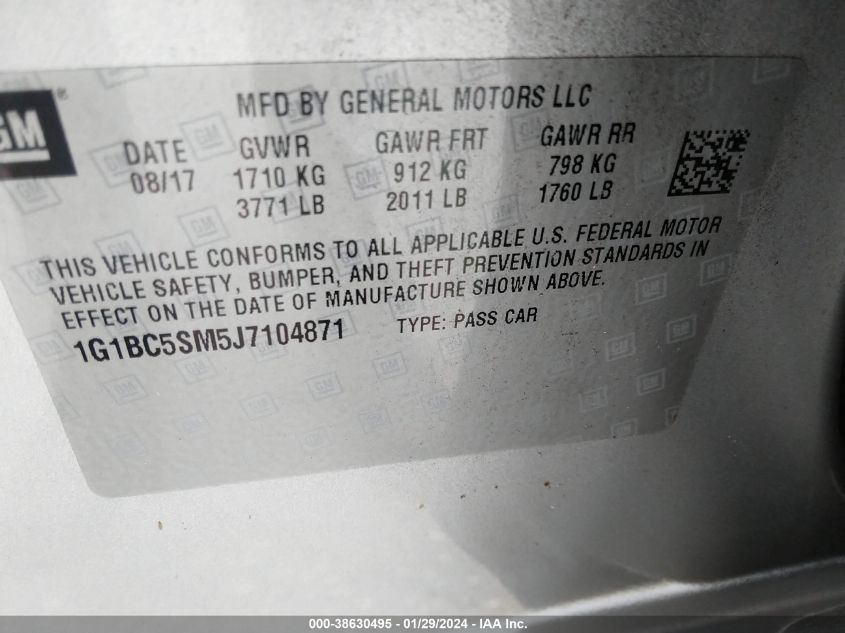 GM
®
MFD BY GENERAL MOTORS LLC
DATE GVWR GAWR FRT GAWR RR
08/17 1710 KG 912 KG 798 KG
3771 LB 2011 LB 1760 LB
THIS VEHICLE CONFORMS TO ALL APPLICABLE U.S. FEDERAL MOTOR
VEHICLE SAFETY, BUMPER, AND THEFT PREVENTION STANDARDS IN
EFFECT ON THE DATE OF MANUFACTURE SHOWN ABOVE.
1G1BC5SM5J7104871 TYPE: PASS CAR
000-38630495 - 01/29/2024 - IAA Inc.